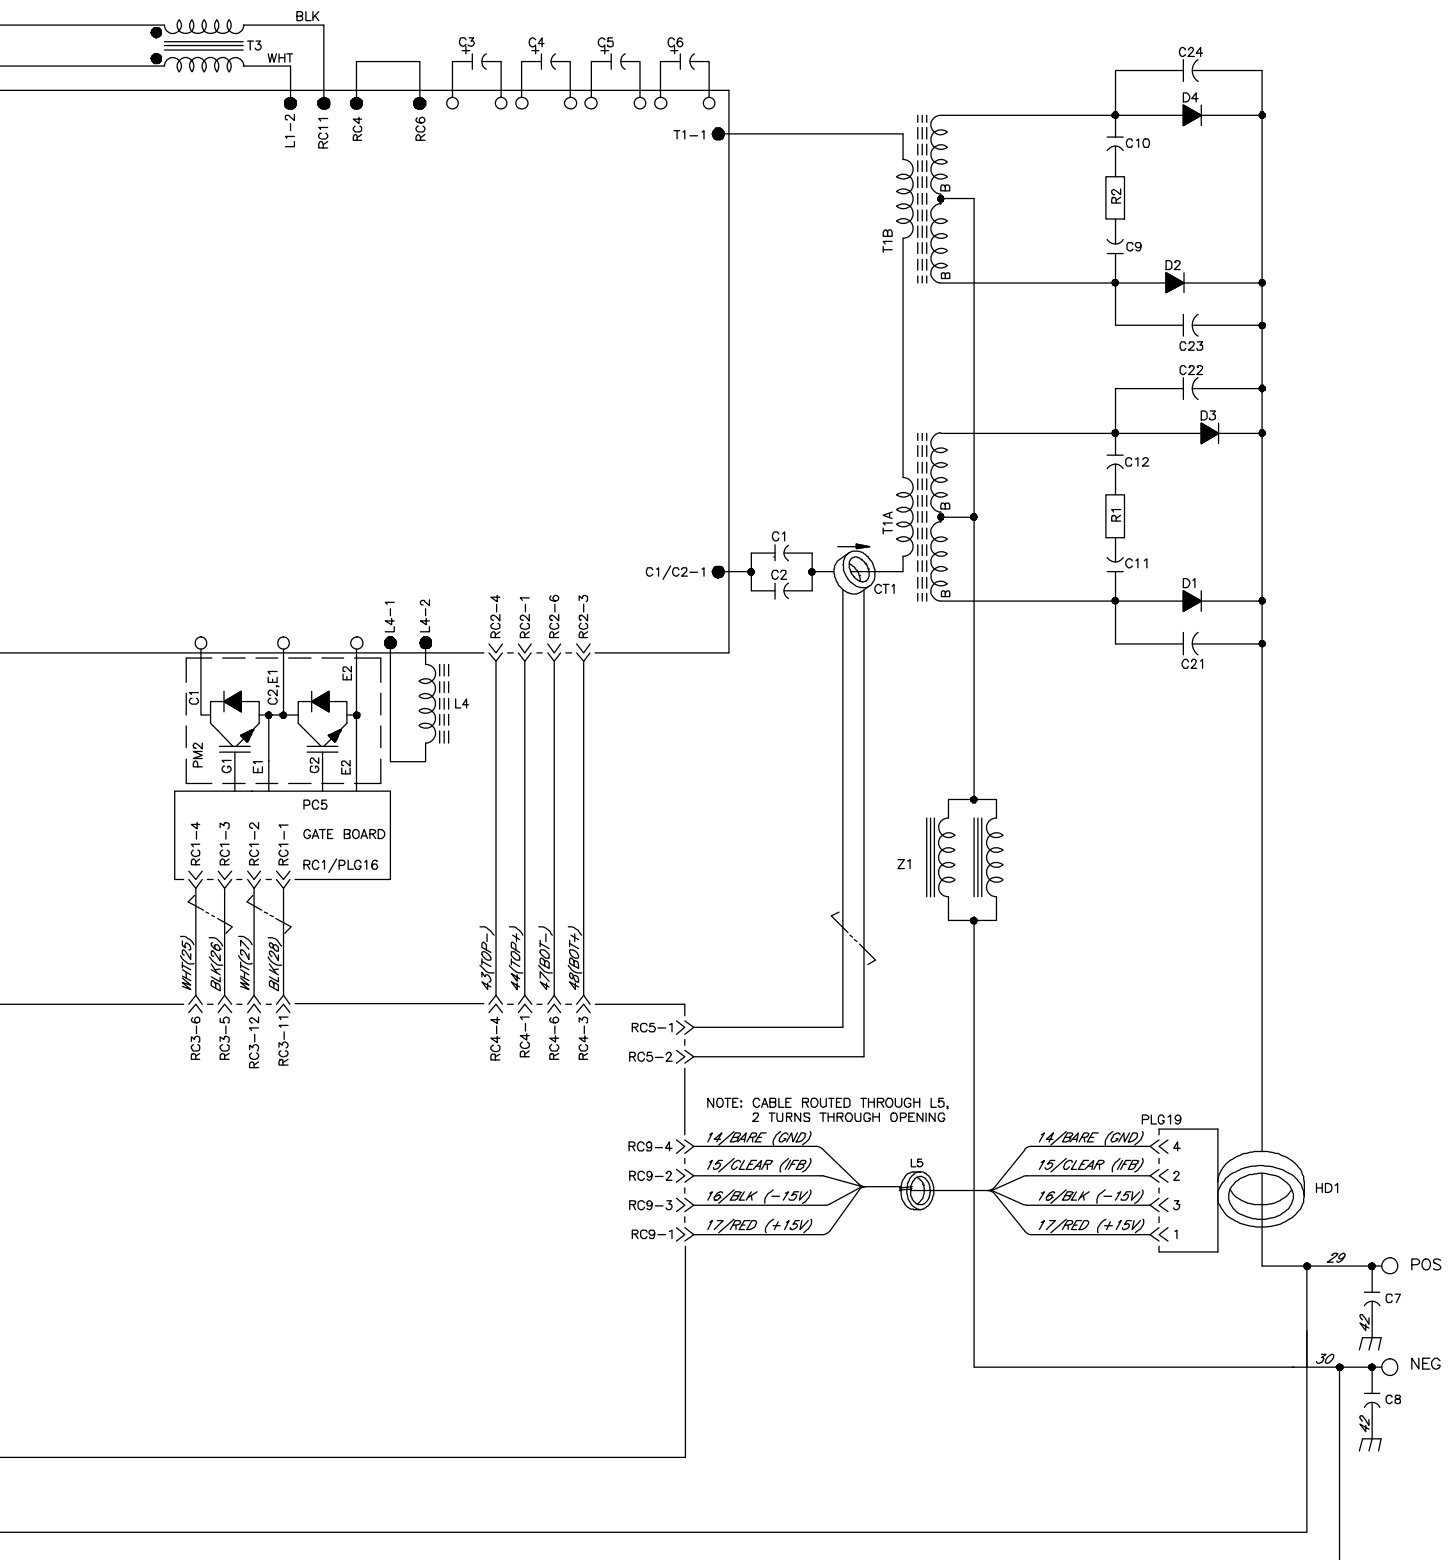 BLK
T3
WHT
C3
C4
C5
C6
+
+
+
+
C24
D4
L1-2
RC11
RC4
RC6
T1-1
C10
B
R2
T1B
C9
B
D2
C23
C22
D3
C12
B
R1
T1A
C1
C11
C1/C2-1
C2
CT1
B
D1
C21
RC2-4
RC2-1
RC2-6
RC2-3
L4-1
L4-2
C1
C2,E1
E2
L4
PM2
G1
E1
G2
E2
PC5
GATE BOARD
RC1/PLG16
RC1-4
RC1-3
RC1-2
RC1-1
Z1
WHT(25)
BLK(26)
WHT(27)
BLK(28)
43(TOP-)
44(TOP+)
47(BOT-)
48(BOT+)
RC3-6
RC3-5
RC3-12
RC3-11
RC4-4
RC4-1
RC4-6
RC4-3
RC5-1
RC5-2
NOTE: CABLE ROUTED THROUGH L5,
2 TURNS THROUGH OPENING
PLG19
RC9-4
14/BARE (GND)
14/BARE (GND)
4
RC9-2
15/CLEAR (IFB)
L5
15/CLEAR (IFB)
2
RC9-3
16/BLK (-15V)
16/BLK (-15V)
3
HD1
RC9-1
17/RED (+15V)
17/RED (+15V)
1
29
POS
C7
42
30
NEG
C8
42